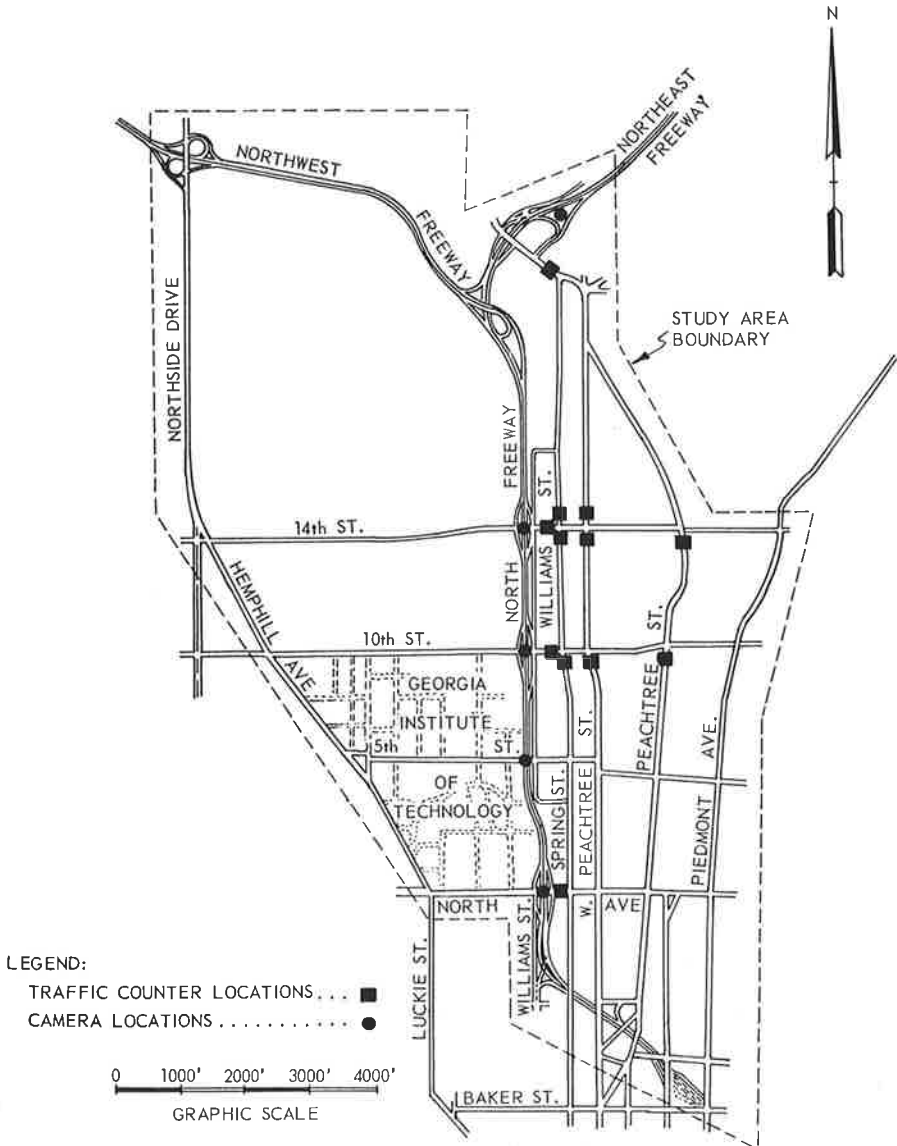 N
NORTHEAST
FREEWAY
NORTHWEST
FREEWAY
NORTHSIDE DRIVE
STUDY AREA
BOUNDARY
FREEWAY
ST.
14th ST.
NORTH
WILLIAMS
HEMPHILL
AVE
10th ST.
ST.
GEORGIA
INSTITUTE
ST.
PEACHTREE
AVE.
5th ST.
OF
TECHNOLOGY
SPRING ST.
PEACHTREE
PIEDMONT
NORTH AVE
W.
WILLIAMS ST.
LUCKIE ST.
LEGEND:
TRAFFIC COUNTER LOCATIONS ...
CAMERA LOCATIONS ...........
0 1000' 2000' 3000' 4000'
GRAPHIC SCALE
BAKER ST.